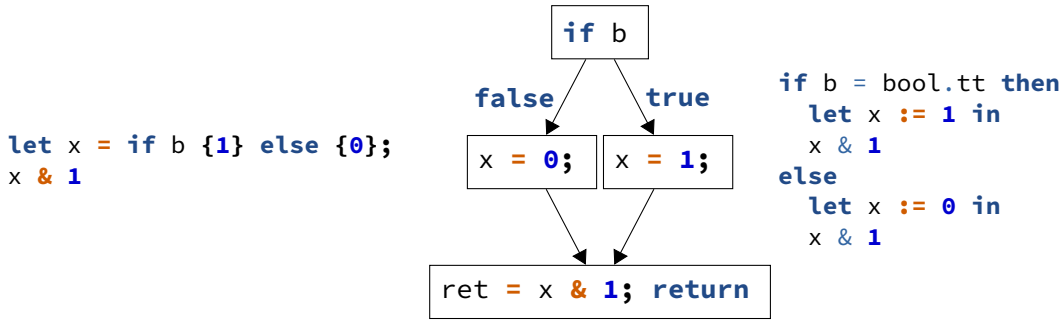 let x = if b {1} else {0};
x & 1
if b
false
true
x = 0;
x = 1;
ret = x & 1; return
if b = bool.tt then
let x := 1 in
x & 1
else
let x := 0 in
x & 1